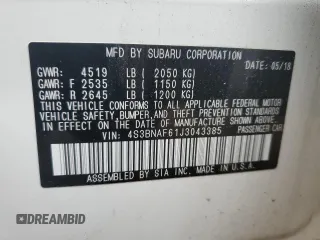 MFD BY SUBARU CORPORATION
GVWR: 4519 LB ( 2050 KG) DATE: 05/18
GAWR: F 2535 LB ( 1150 KG)
GAWR: R 2645 LB ( 1200 KG)
THIS VEHICLE CONFORMS TO ALL APPLICABLE FEDERAL MOTOR
VEHICLE SAFETY, BUMPER, AND THEFT PREVENTION STANDARDS
IN EFFECT ON THE DATE OF MANUFACTURE SHOWN ABOVE.
VIN: 4S3BNAF61J3043385 PASSENGER CAR
ASSEMBLED BY SIA INC. MADE IN U.S.A.
©IDRIVESAFELY